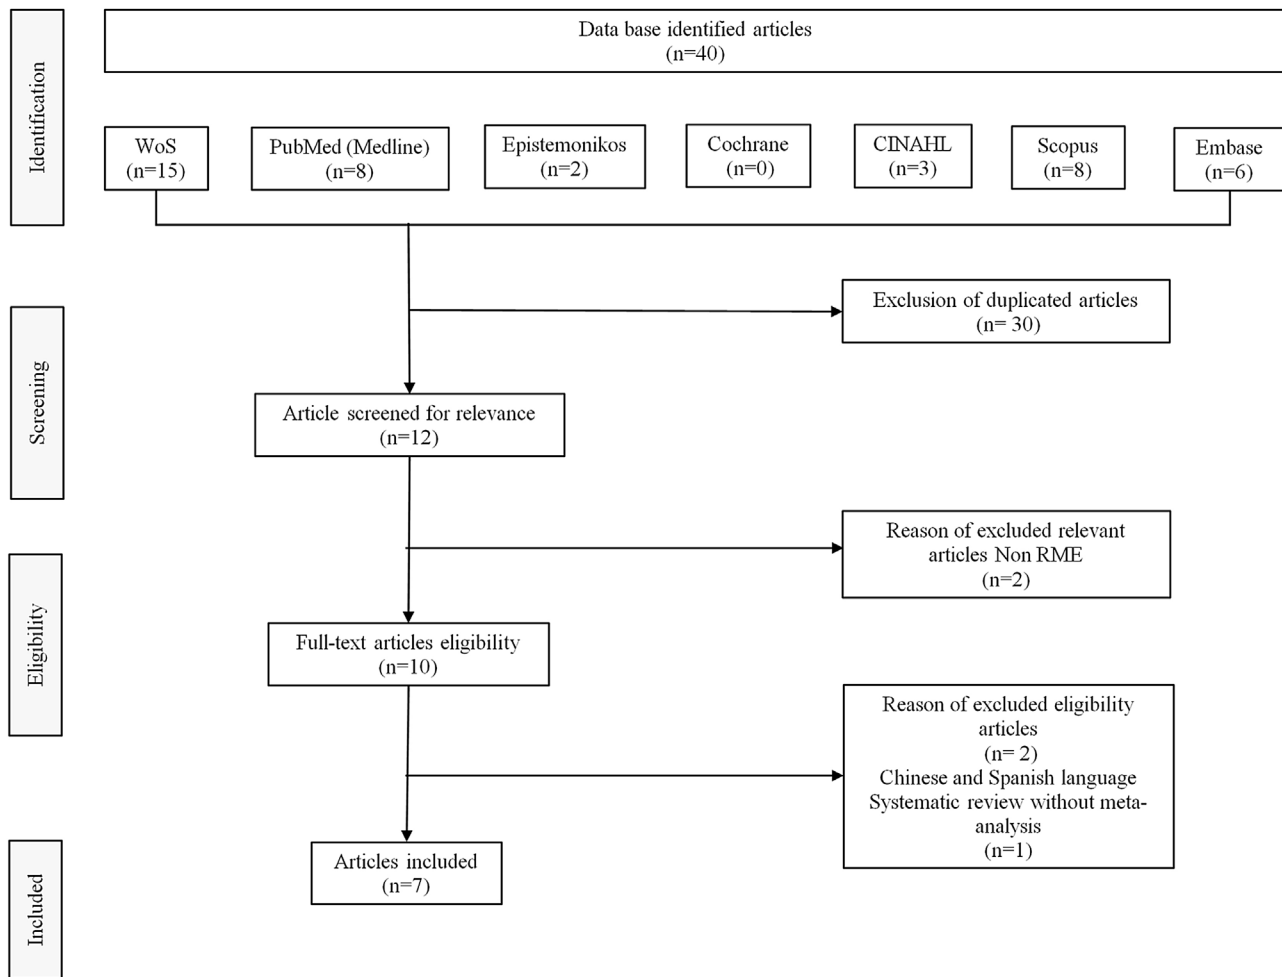 Identification
Data base identified articles
(n=40)
WoS
(n=15)
PubMed (Medline)
(n=8)
Epistemonikos
(n=2)
Cochrane
(n=0)
CINAHL
(n=3)
Scopus
(n=8)
Embase
(n=6)
Exclusion of duplicated articles
(n= 30)
Screening
Article screened for relevance
(n=12)
Reason of excluded relevant
articles Non RME
(n=2)
Eligibility
Full-text articles eligibility
(n=10)
Reason of excluded eligibility
articles
(n= 2)
Chinese and Spanish language
Systematic review without meta-
analysis
(n=1)
Included
Articles included
(n=7)